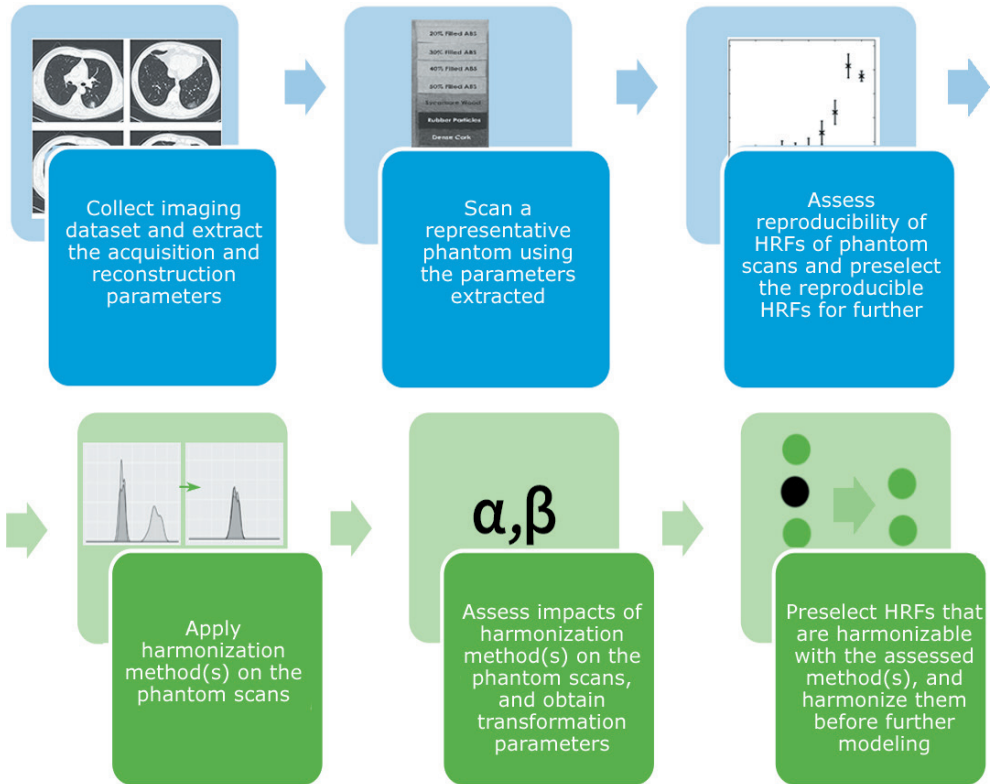 20% Filled ABS
30% Filled ABS
40% Filled ABS
50% Filled ABS
Sycamore Wood
Rubber Particles
Dense Cork
Collect imaging
dataset and extract
the acquisition and
reconstruction
parameters
Scan a
representative
phantom using
the parameters
extracted
Assess
reproducibility of
HRFs of phantom
scans and preselect
the reproducible
HRFs for further
Apply
harmonization
method(s) on the
phantom scans
α,β
Assess impacts of
harmonization
method(s) on the
phantom scans,
and obtain
transformation
parameters
Preselect HRFs that
are harmonizable
with the assessed
method(s), and
harmonize them
before further
modeling